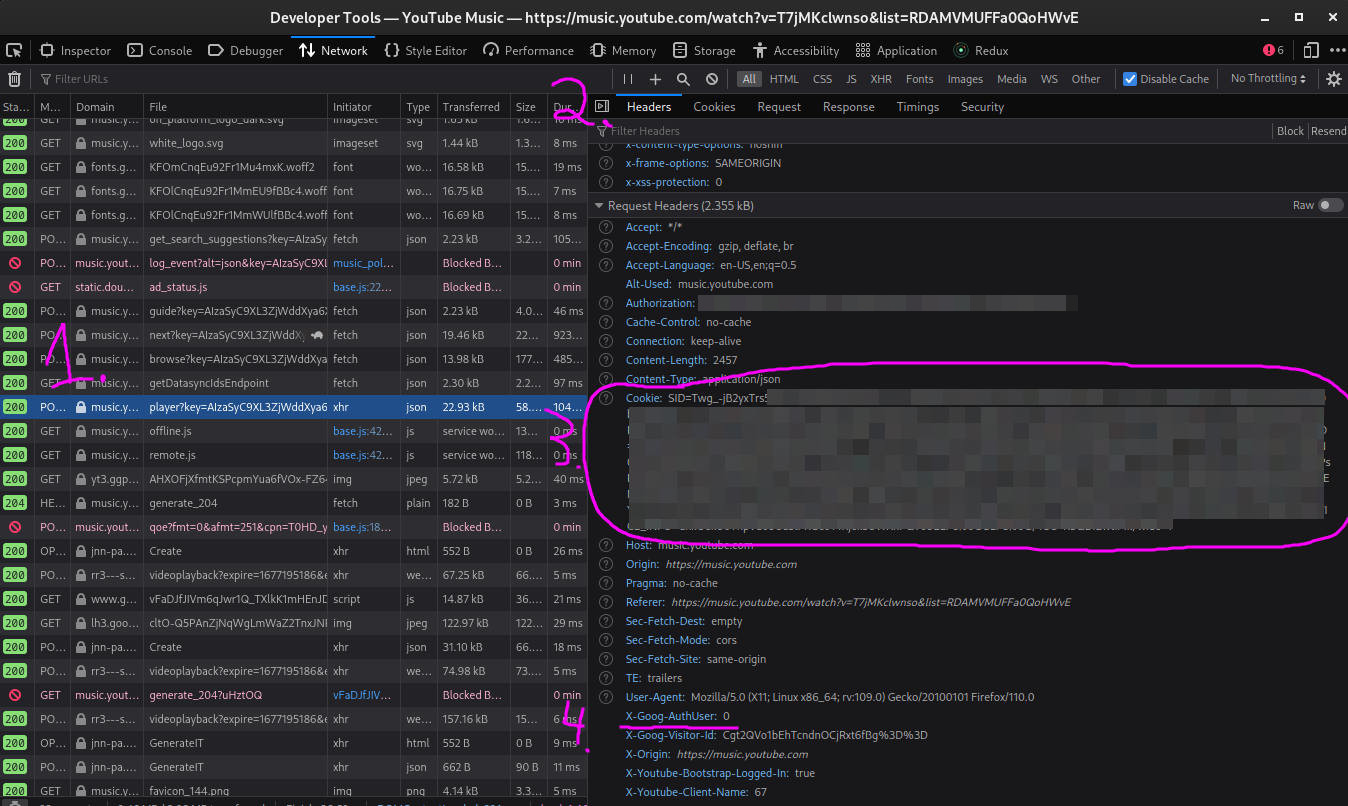 Developer Tools — YouTube Music — https://music.youtube.com/watch?v=T7jMKclwnso&list=RDAMVMUFFa0QoHWvE
Inspector Console Debugger Network Style Editor Performance Memory Storage Accessibility Application Redux 6
Filter URLs All HTML CSS JS XHR Fonts Images Media WS Other Disable Cache No Throttling
Sta... M... Domain File Initiator Type Transferred Size Dur...
Headers Cookies Request Response Timings Security
200 GET music.y... on_platform_logo_dark.svg imageset svg
200 GET music.y... white_logo.svg imageset svg 1.44 kB 1.3... 8 ms
200 GET fonts.g... KFOmCnqEu92Fr1Mu4mxK.woff2 font wo... 16.58 kB 15.... 19 ms
200 GET fonts.g... KFOlCnqEu92Fr1MmEU9fBBc4.woff font wo... 16.75 kB 15.... 7 ms
200 GET fonts.g... KFOlCnqEu92Fr1MmWUlfBBc4.woff font wo... 16.69 kB 15.... 8 ms
200 PO... music.y... get_search_suggestions?key=AIzaSy fetch json 2.23 kB 3.2... 105...
PO... music.yout... log_event?alt=json&key=AIzaSyC9XL music_pol... Blocked B... 0 min
GET static.dou... ad_status.js base.js:22... Blocked B... 0 min
200 PO... music.y... guide?key=AIzaSyC9XL3ZjWddXya6X fetch json 2.23 kB 4.0... 46 ms
200 PO... music.y... next?key=AIzaSyC9XL3ZjWddXy fetch json 19.46 kB 22... 923...
200 PO... music.y... browse?key=AIzaSyC9XL3ZjWddXya fetch json 13.98 kB 177... 485...
200 GET music.y... getDatasyncIdsEndpoint fetch json 2.30 kB 2.2... 97 ms
200 PO... music.y... player?key=AIzaSyC9XL3ZjWddXya6 xhr json 22.93 kB 58.... 104...
200 GET music.y... offline.js base.js:42... js service wo... 13... 0 ms
200 GET music.y... remote.js base.js:42... js service wo... 118... 0 ms
200 GET yt3.ggp... AHXOFjXfmtKSPcpmYua6fVOx-FZ64 img jpeg 5.72 kB 5.2... 40 ms
204 HE... music.y... generate_204 fetch plain 182 B 0 B 3 ms
PO... music.yout... qoe?fmt=0&afmt=251&cpn=T0HD_y base.js:18... Blocked B... 0 min
200 OP... jnn-pa.... Create xhr html 552 B 0 B 26 ms
200 PO... rr3---s... videoplayback?expire=1677195186&e xhr we... 67.25 kB 66.... 5 ms
200 GET www.g... vFaDJfJIVm6qJwr1Q_TXlkK1mHEnJD script js 14.87 kB 36.... 21 ms
200 GET lh3.goo... cltO-Q5PAnZjNqWgLmWaZ2TnxJNI img jpeg 122.97 kB 122... 29 ms
200 PO... jnn-pa.... Create xhr json 31.10 kB 66.... 18 ms
200 PO... rr3---s... videoplayback?expire=1677195186&e xhr we... 74.98 kB 73.... 5 ms
GET music.yout... generate_204?uHztOQ vFaDJfJIV... Blocked B... 0 min
200 PO... rr3---s... videoplayback?expire=1677195186&e xhr we... 157.16 kB 15... 6 ms
200 OP... jnn-pa.... GenerateIT xhr html 552 B 0 B 9 ms
200 PO... jnn-pa.... GenerateIT xhr json 662 B 90 B 11 ms
200 GET music.y... favicon_144.png img png 4.14 kB 3.3... 5 ms
Filter Headers Block Resend
x-content-type-options: nosniff
x-frame-options: SAMEORIGIN
x-xss-protection: 0
Request Headers (2.355 kB) Raw
Accept: */*
Accept-Encoding: gzip, deflate, br
Accept-Language: en-US,en;q=0.5
Alt-Used: music.youtube.com
Authorization:
Cache-Control: no-cache
Connection: keep-alive
Content-Length: 2457
Content-Type: application/json
Cookie: SID=Twg_-jB2yxTrs5
Host: music.youtube.com
Origin: https://music.youtube.com
Pragma: no-cache
Referer: https://music.youtube.com/watch?v=T7jMKclwnso&list=RDAMVMUFFa0QoHWvE
Sec-Fetch-Dest: empty
Sec-Fetch-Mode: cors
Sec-Fetch-Site: same-origin
TE: trailers
User-Agent: Mozilla/5.0 (X11; Linux x86_64; rv:109.0) Gecko/20100101 Firefox/110.0
X-Goog-AuthUser: 0
X-Goog-Visitor-Id: Cgt2QVo1bEhTcndnOCjRxt6fBg%3D%3D
X-Origin: https://music.youtube.com
X-Youtube-Bootstrap-Logged-In: true
X-Youtube-Client-Name: 67
1.
2.
3.
4.